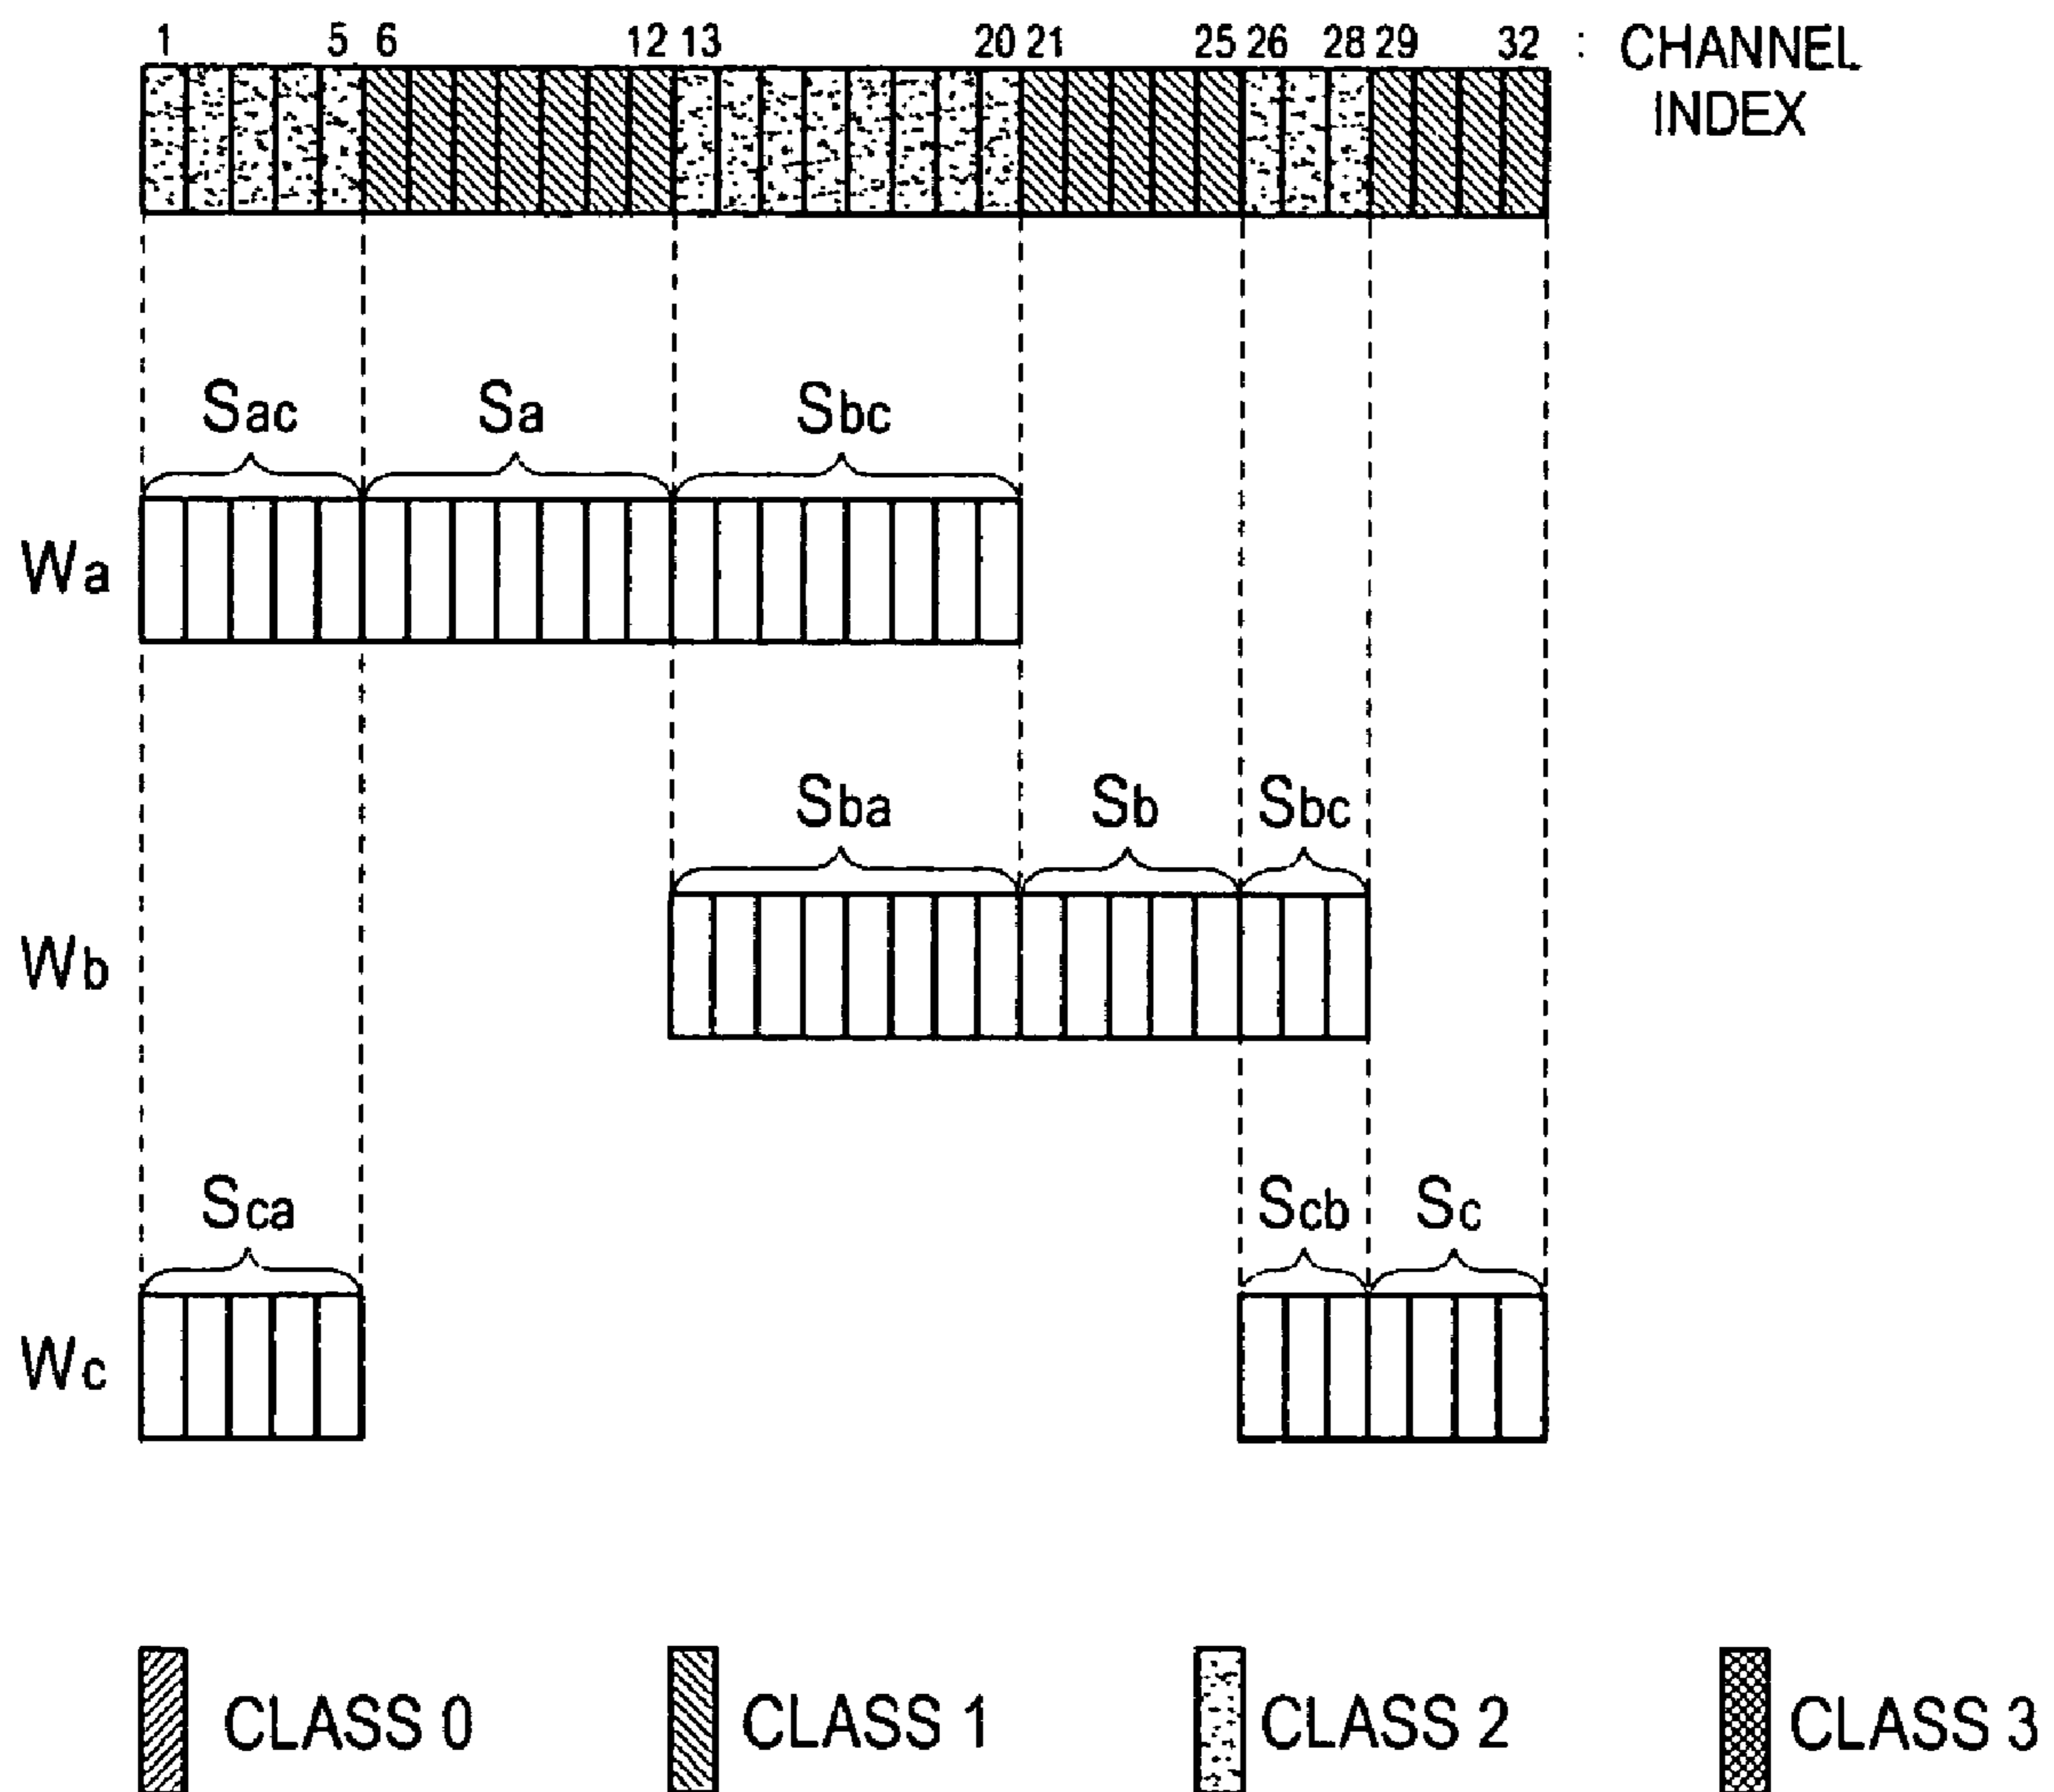 1 5 6 12 13 20 21 25 26 28 29 32 : CHANNEL
INDEX
Sac Sa Sbc
Wa
Sba Sb Sbc
Wb
Sca Scb Sc
Wc
CLASS 0 CLASS 1 CLASS 2 CLASS 3